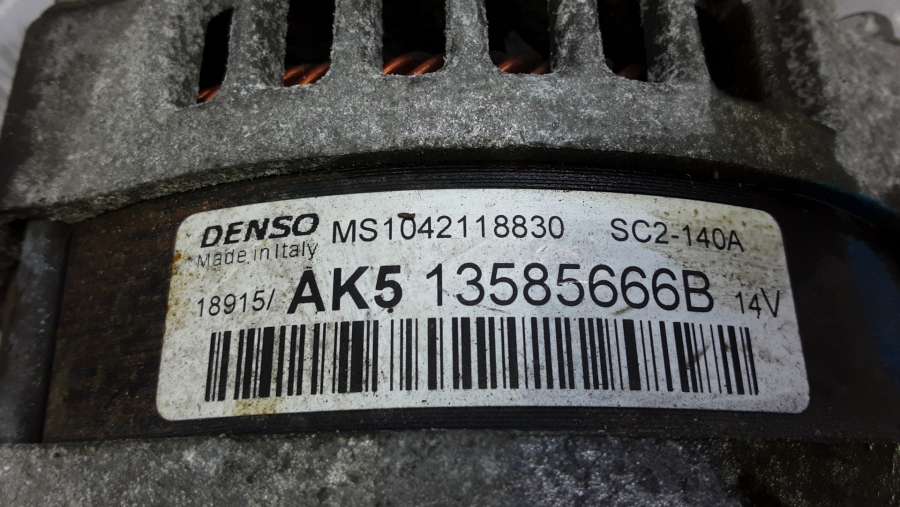 DENSO MS1042118830 SC2-140A
Made in Italy
18915/ AK5 13585666B 14V